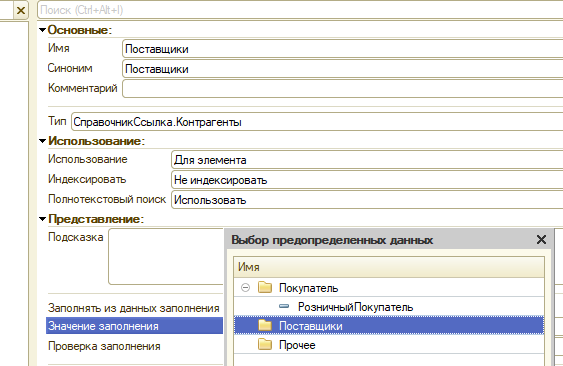 Поиск (Ctrl+Alt+I)
Основные:
Имя Поставщики
Синоним Поставщики
Комментарий
Тип СправочникСсылка.Контрагенты
Использование:
Использование Для элемента
Индексировать Не индексировать
Полнотекстовый поиск Использовать
Представление:
Подсказка
Выбор предопределенных данных
Имя
Покупатель
РозничныйПокупатель
Заполнять из данных заполнения
Значение заполнения Поставщики
Проверка заполнения Прочее